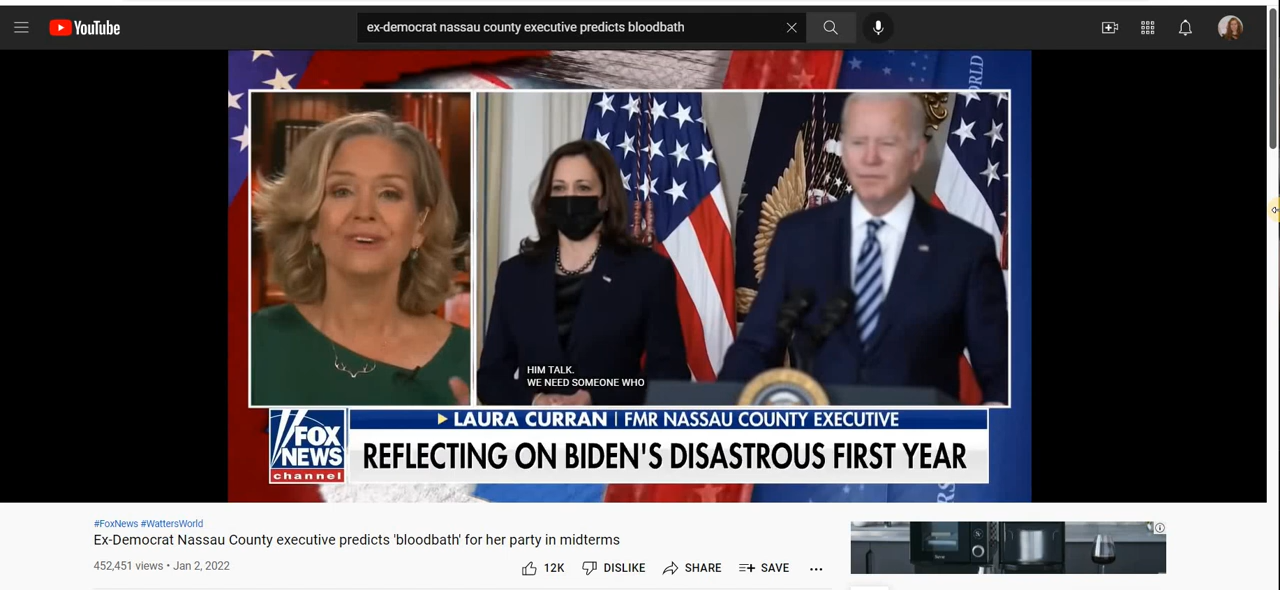 YouTube
ex-democrat nassau county executive predicts bloodbath
HIM TALK.
WE NEED SOMEONE WHO
LAURA CURRAN | FMR NASSAU COUNTY EXECUTIVE
FOX
NEWS
channel
REFLECTING ON BIDEN'S DISASTROUS FIRST YEAR
#FoxNews #WattersWorld
Ex-Democrat Nassau County executive predicts 'bloodbath' for her party in midterms
452,451 views • Jan 2, 2022
12K DISLIKE SHARE SAVE